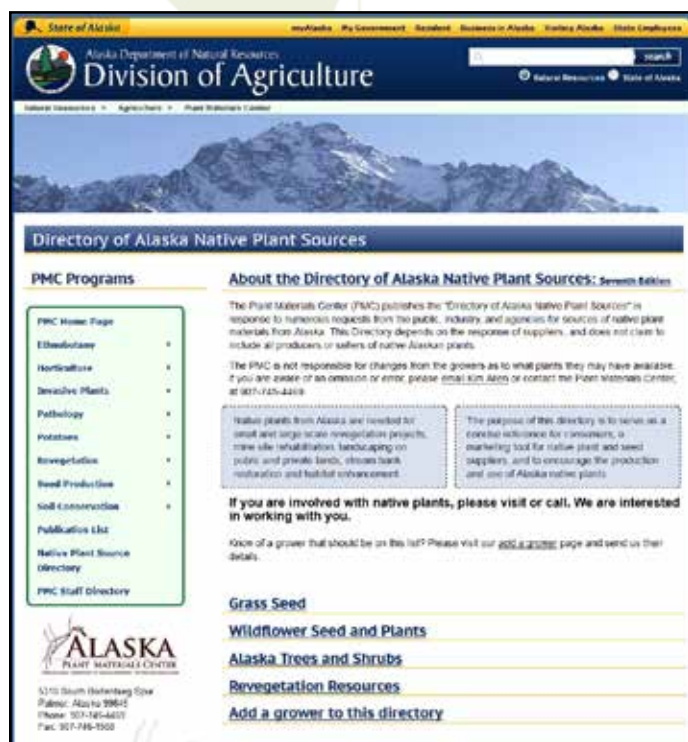 State of Alaska
myAlaska My Government Resident Business in Alaska Visiting Alaska State Employees
Alaska Department of Natural Resources
Division of Agriculture
search
Natural Resources State of Alaska
Natural Resources > Agriculture > Plant Materials Center
Directory of Alaska Native Plant Sources
PMC Programs
PMC Home Page
Ethnobotany
Horticulture
Invasive Plants
Pathology
Potatoes
Revegetation
Seed Production
Soil Conservation
Publication List
Native Plant Source
Directory
PMC Staff Directory
ALASKA
PLANT MATERIALS CENTER
Palmer, Alaska 99645
About the Directory of Alaska Native Plant Sources: Seventh Edition
The Plant Materials Center (PMC) publishes the "Directory of Alaska Native Plant Sources" in
response to numerous requests from the public, industry, and agencies for sources of native plant
materials from Alaska. This Directory depends on the response of suppliers, and does not claim to
include all producers or sellers of native Alaskan plants.
The PMC is not responsible for changes from the growers as to what plants they may have available.
If you are aware of an omission or error, please email Kim or contact the Plant Materials Center,
at 907-745-4469
Native plants from Alaska are needed for
small and large scale revegetation projects,
mine site rehabilitation, landscaping on
public and private lands, stream bank
restoration and habitat enhancement.
The purpose of this directory is to serve as a
concise reference for consumers, a
marketing tool for native plant and seed
suppliers, and to encourage the production
and use of Alaska native plants.
If you are involved with native plants, please visit or call. We are interested
in working with you.
Know of a grower that should be on this list? Please visit our add a grower page and send us their
details.
Grass Seed
Wildflower Seed and Plants
Alaska Trees and Shrubs
Revegetation Resources
Add a grower to this directory